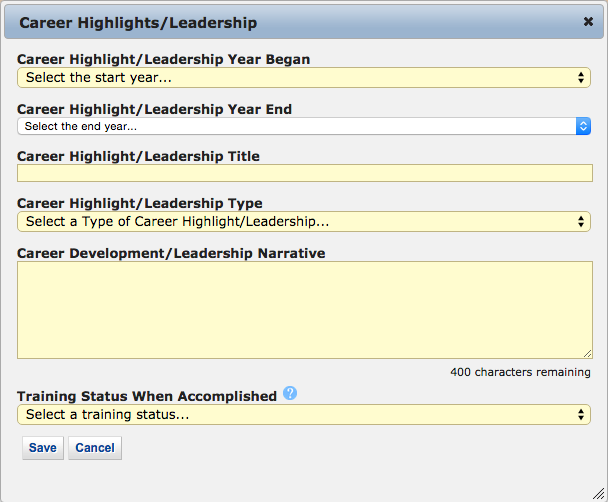 Career Highlights/Leadership
Career Highlight/Leadership Year Began
Select the start year...
Career Highlight/Leadership Year End
Select the end year...
Career Highlight/Leadership Title
Career Highlight/Leadership Type
Select a Type of Career Highlight/Leadership...
Career Development/Leadership Narrative
400 characters remaining
Training Status When Accomplished ?
Select a training status...
Save Cancel